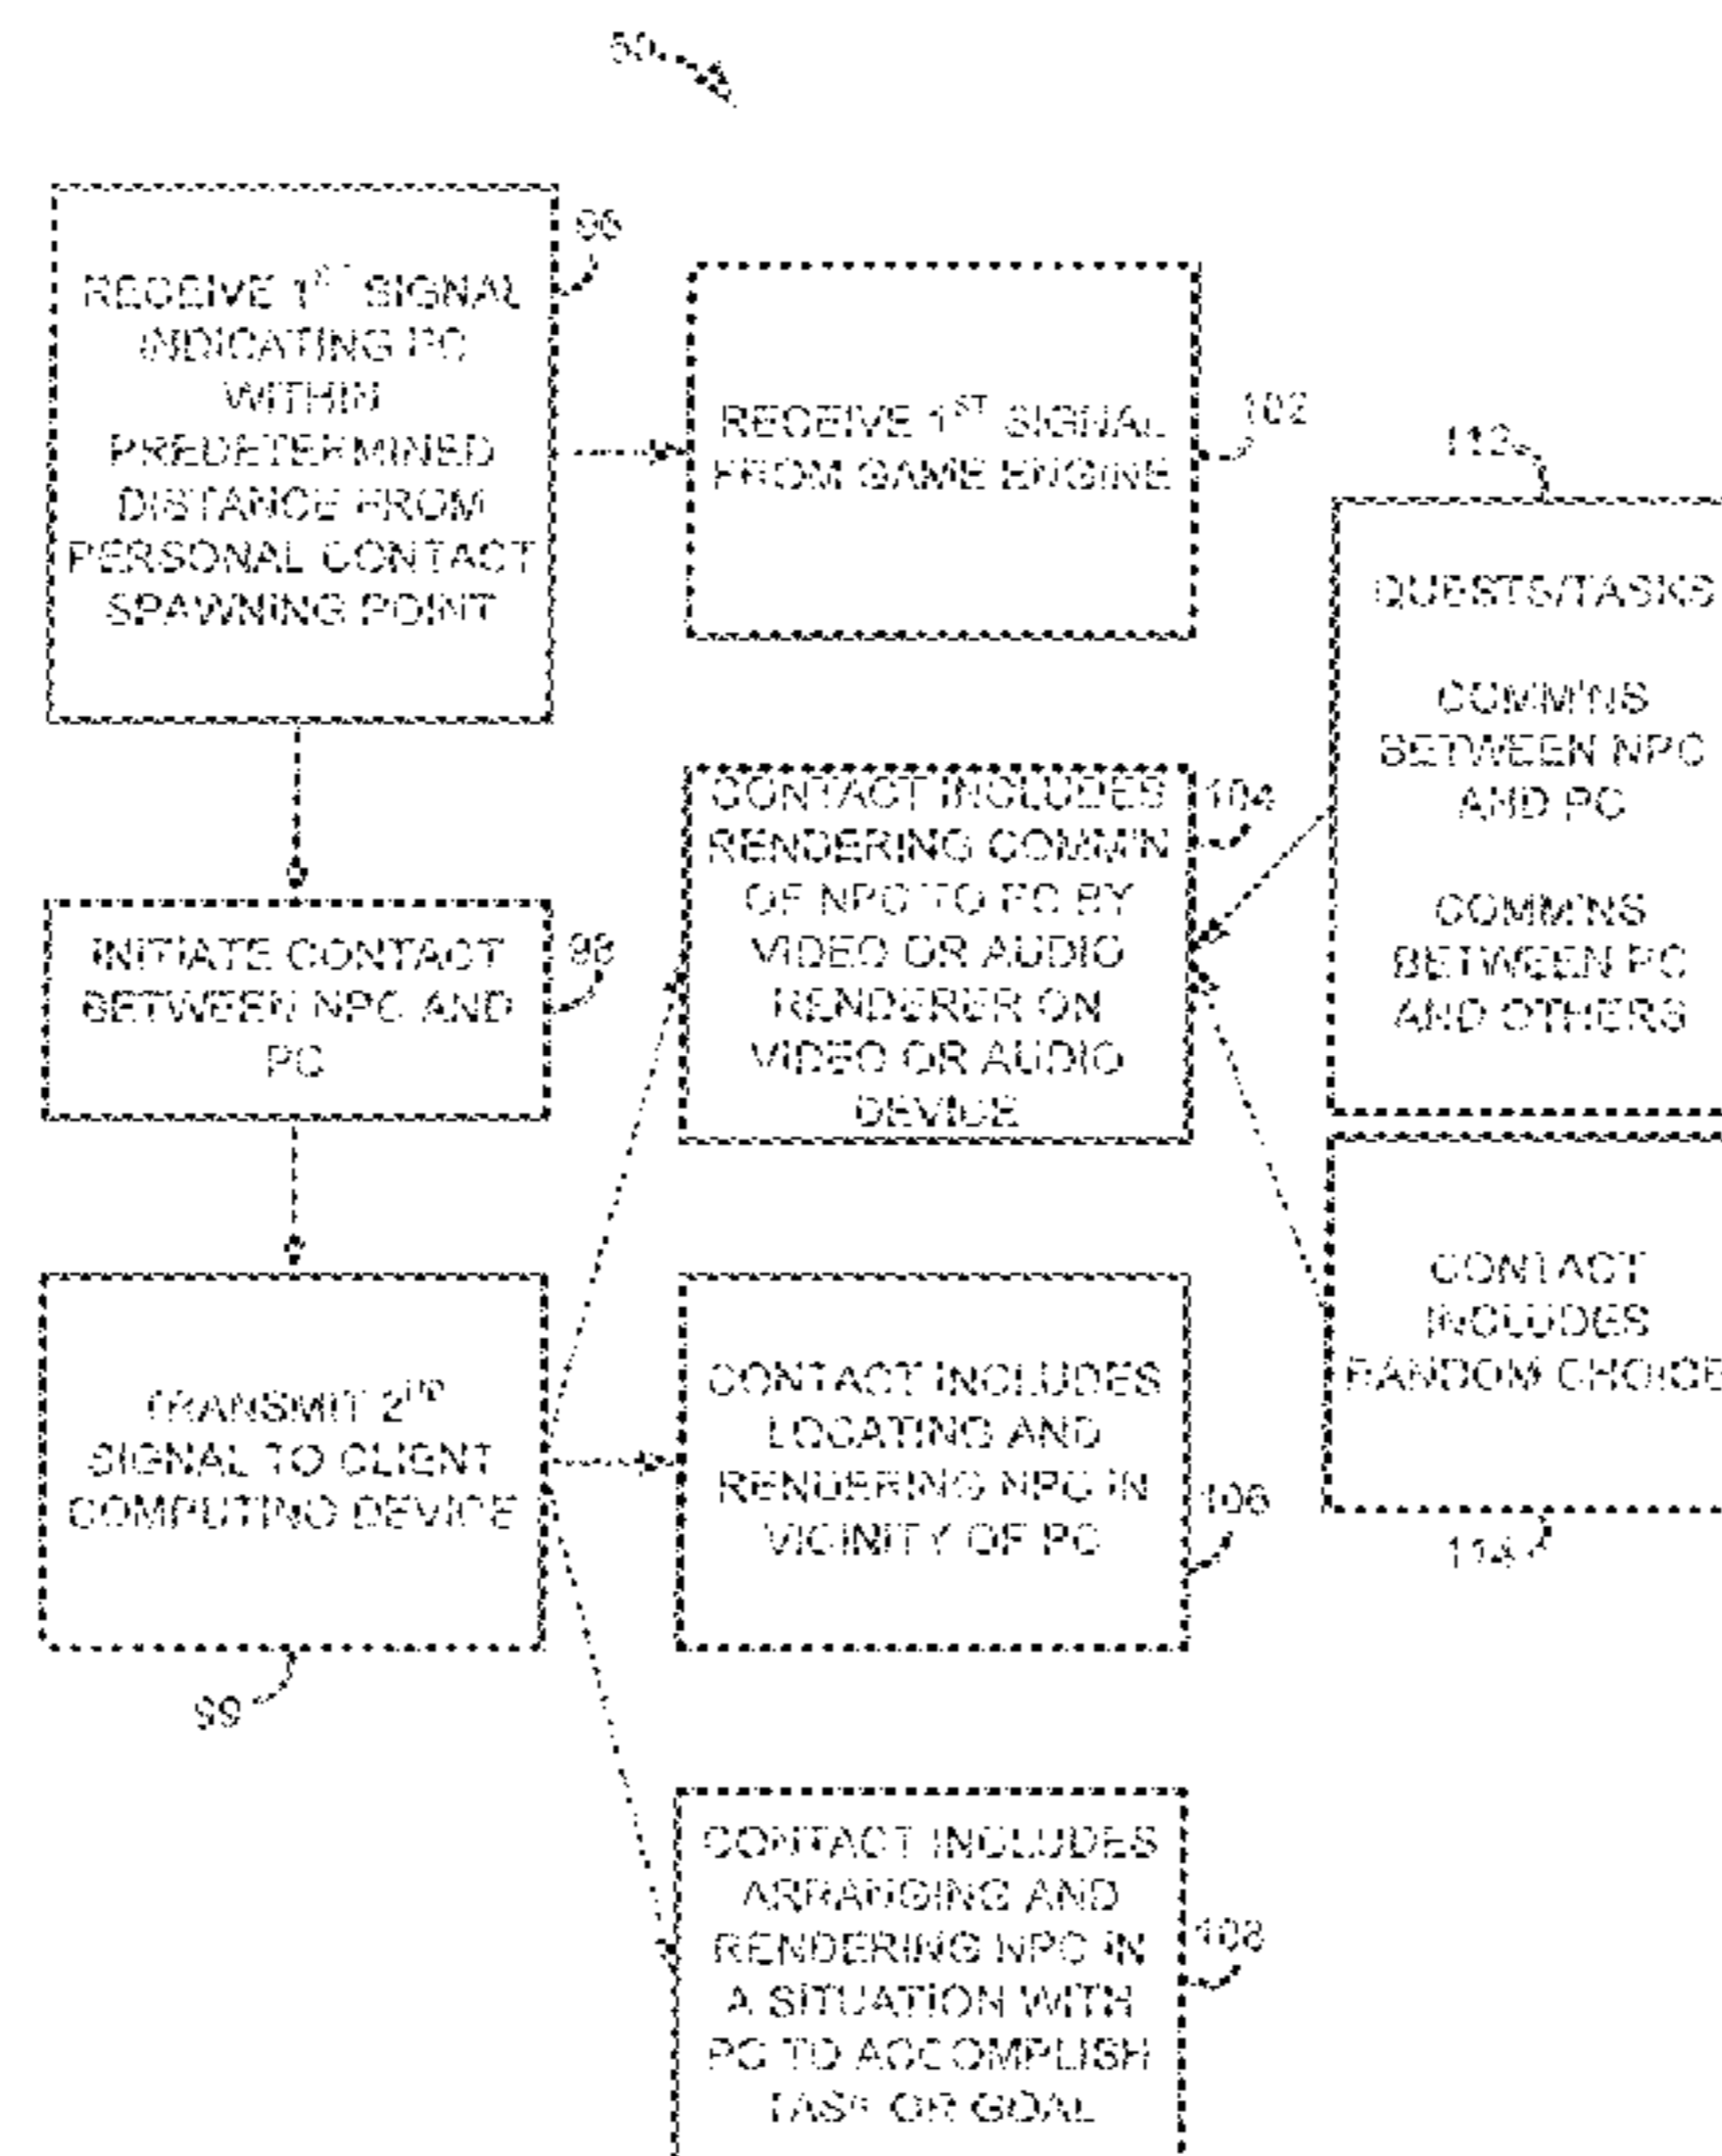 50
96
RECEIVE 1ST SIGNAL
INDICATING PC
WITHIN
PREDETERMINED
DISTANCE FROM
PERSONAL CONTACT
SPAWNING POINT
RECEIVE 1ST SIGNAL
FROM GAME ENGINE
102
112
QUESTS/TASKS
COMM'NS
BETWEEN NPC
AND PC
COMM'NS
BETWEEN PC
AND OTHERS
CONTACT INCLUDES
RENDERING COMM'N
OF NPC TO PC BY
VIDEO OR AUDIO
RENDERER ON
VIDEO OR AUDIO
DEVICE
104
INITIATE CONTACT
BETWEEN NPC AND
PC
98
CONTACT
INCLUDES
RANDOM CHOICE
114
TRANSMIT 2ND
SIGNAL TO CLIENT
COMPUTING DEVICE
99
CONTACT INCLUDES
LOCATING AND
RENDERING NPC IN
VICINITY OF PC
106
CONTACT INCLUDES
ARRANGING AND
RENDERING NPC IN
A SITUATION WITH
PC TO ACCOMPLISH
TASK OR GOAL
108